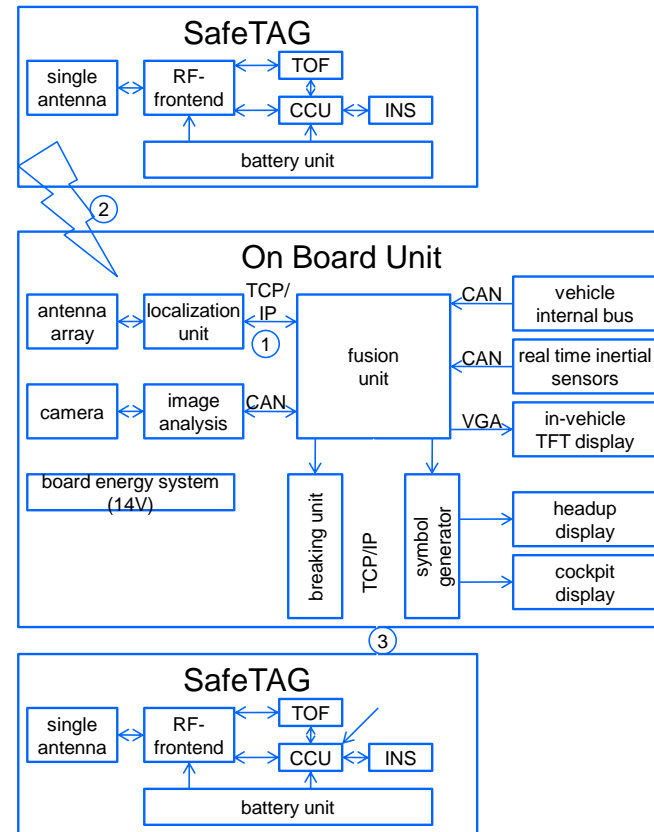 SafeTAG
single
antenna
RF-
frontend
TOF
CCU
INS
battery unit
2
On Board Unit
antenna
array
localization
unit
TCP/
IP
1
fusion
unit
CAN
vehicle
internal bus
CAN
real time inertial
sensors
camera
image
analysis
CAN
VGA
in-vehicle
TFT display
board energy system
(14V)
breaking unit
TCP/IP
symbol
generator
headup
display
cockpit
display
3
SafeTAG
single
antenna
RF-
frontend
TOF
CCU
INS
battery unit